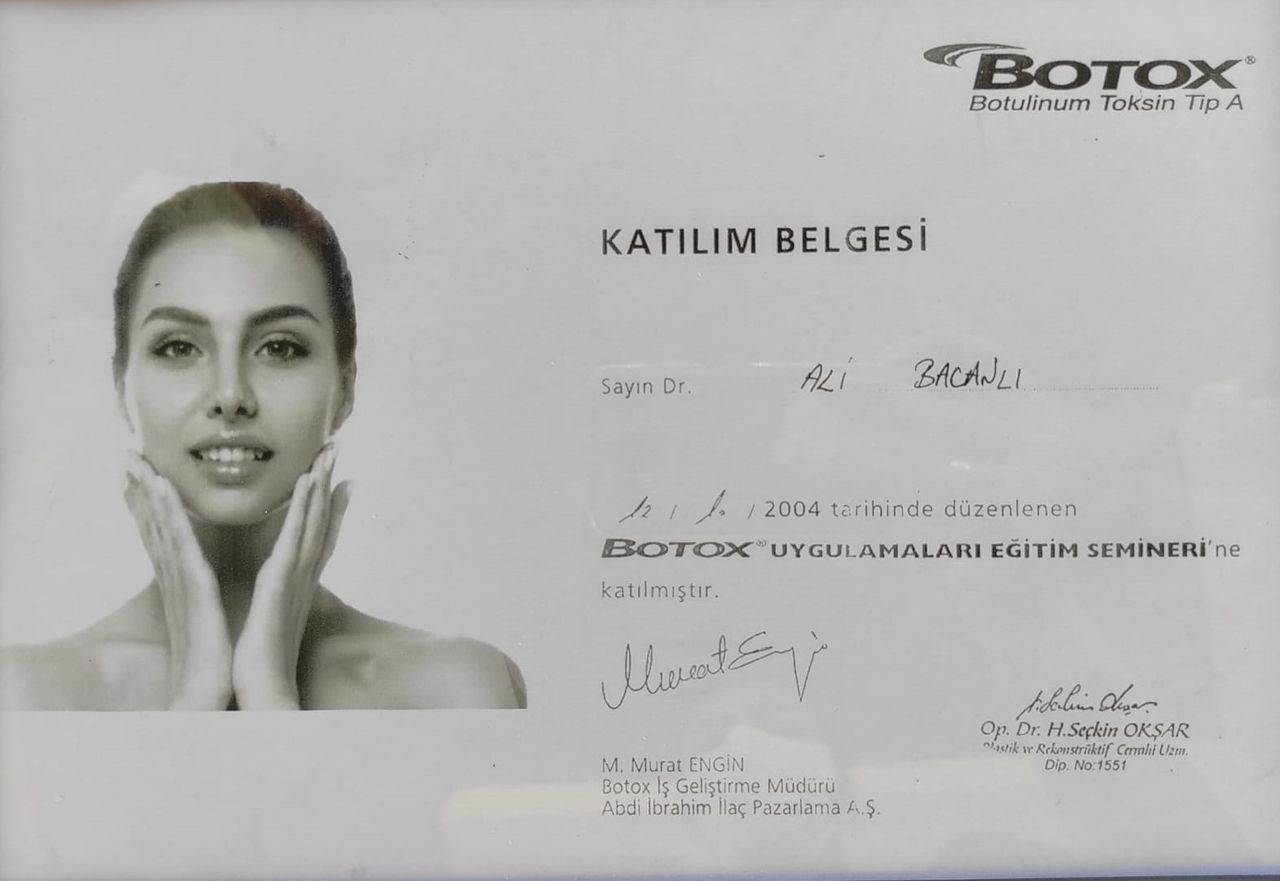 BOTOX®
Botulinum Toksin Tip A
KATILIM BELGESİ
Sayın Dr. ALİ BACANLI
12 / / 2004 tarihinde düzenlenen
BOTOX® UYGULAMALARI EĞİTİM SEMİNERİ'ne
katılmıştır.
Murat Engin
M. Murat ENGİN
Botox İş Geliştirme Müdürü
Abdi İbrahim İlaç Pazarlama A.Ş.
Op. Dr. H.Seçkin OKŞAR
Plastik ve Rekonstrüktif Cerrahi Uzm.
Dip. No:1551